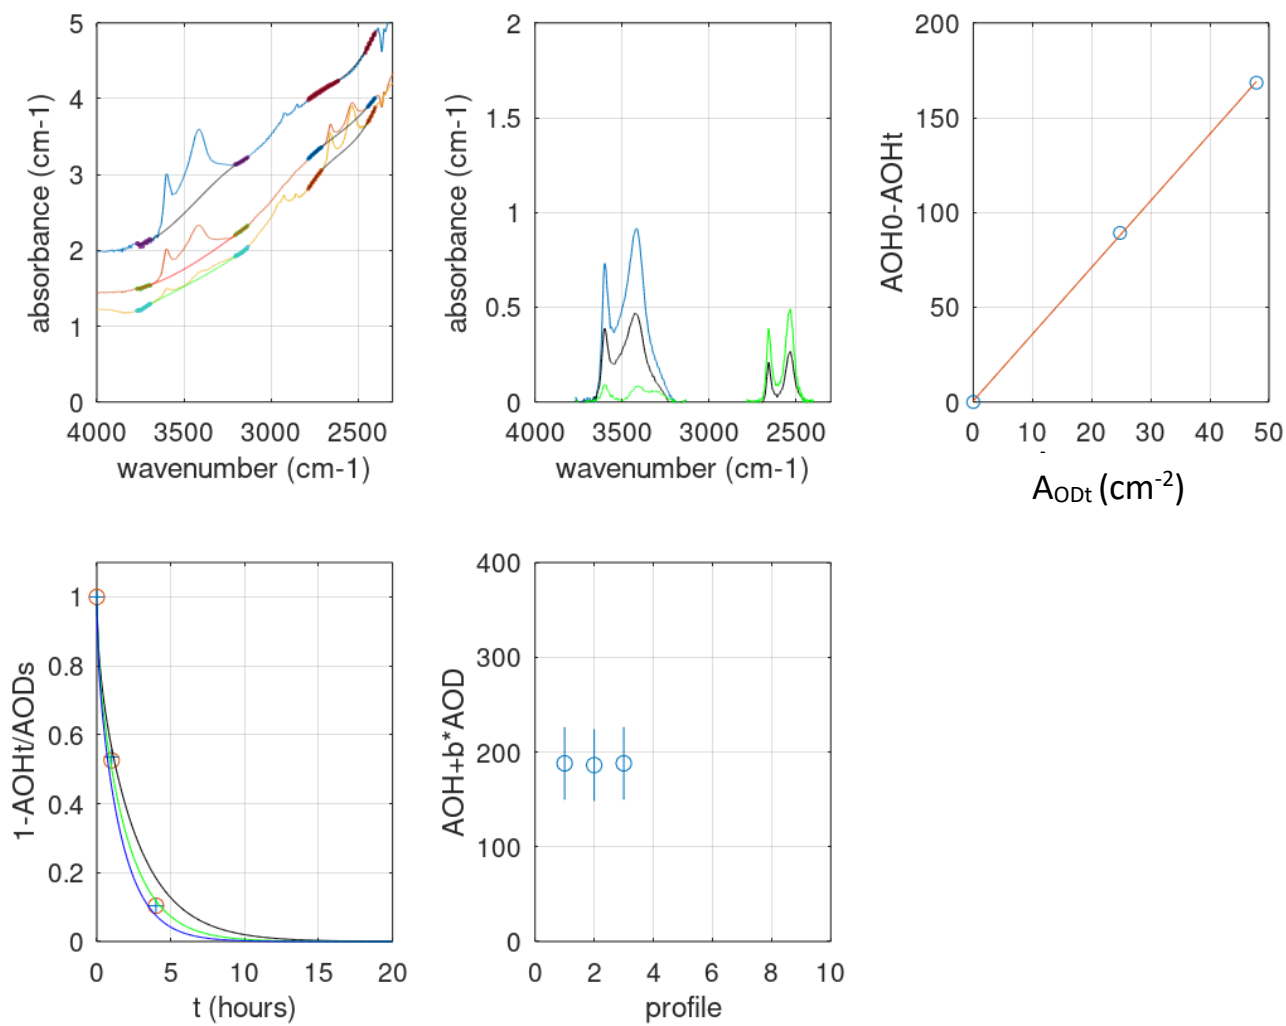 5
4
3
2
1
0
4000 3500 3000 2500
wavenumber (cm-1)
absorbance (cm-1)
2
1.5
1
0.5
0
4000 3500 3000 2500
wavenumber (cm-1)
absorbance (cm-1)
200
150
100
50
0
0 10 20 30 40 50
AODt (cm-2)
AOH0-AOHt
1
0.8
0.6
0.4
0.2
0
0 5 10 15 20
t (hours)
1-AOHt/AODs
400
300
200
100
0
0 2 4 6 8 10
profile
AOH+b*AOD